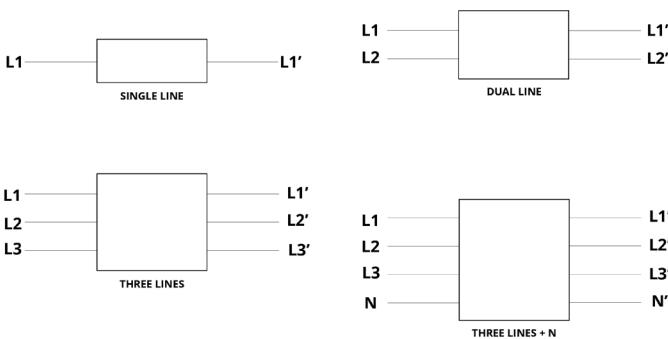 L1 L1'
SINGLE LINE
L1 L1'
L2 L2'
DUAL LINE
L1 L1'
L2 L2'
L3 L3'
THREE LINES
L1 L1'
L2 L2'
L3 L3'
N N'
THREE LINES + N